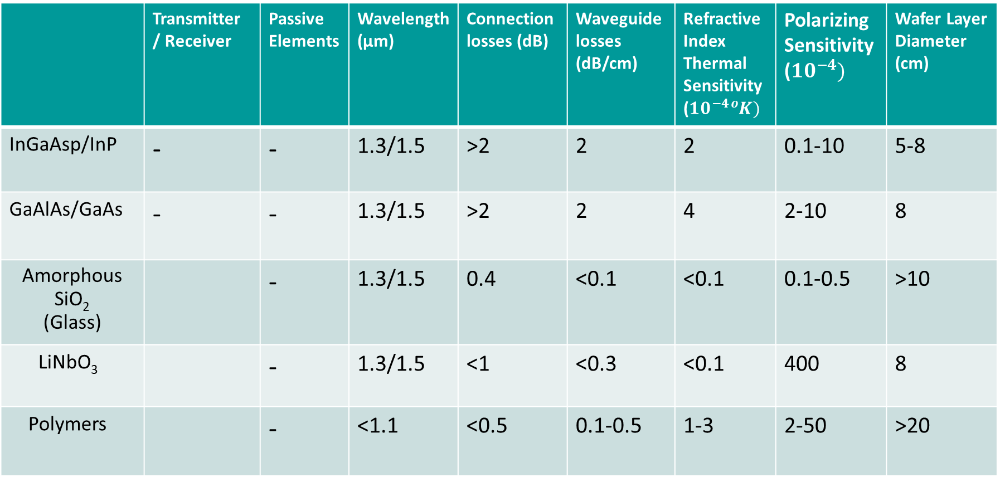 Transmitter
/ Receiver
Passive
Elements
Wavelength
(μm)
Connection
losses (dB)
Waveguide
losses
(dB/cm)
Refractive
Index
Thermal
Sensitivity
(10⁻⁴ ᵒK)
Polarizing
Sensitivity
(10⁻⁴)
Wafer Layer
Diameter
(cm)
InGaAsp/InP - - 1.3/1.5 >2 2 2 0.1-10 5-8
GaAlAs/GaAs - - 1.3/1.5 >2 2 4 2-10 8
Amorphous
SiO₂
(Glass)
- 1.3/1.5 0.4 <0.1 <0.1 0.1-0.5 >10
LiNbO₃ - 1.3/1.5 <1 <0.3 <0.1 400 8
Polymers - <1.1 <0.5 0.1-0.5 1-3 2-50 >20